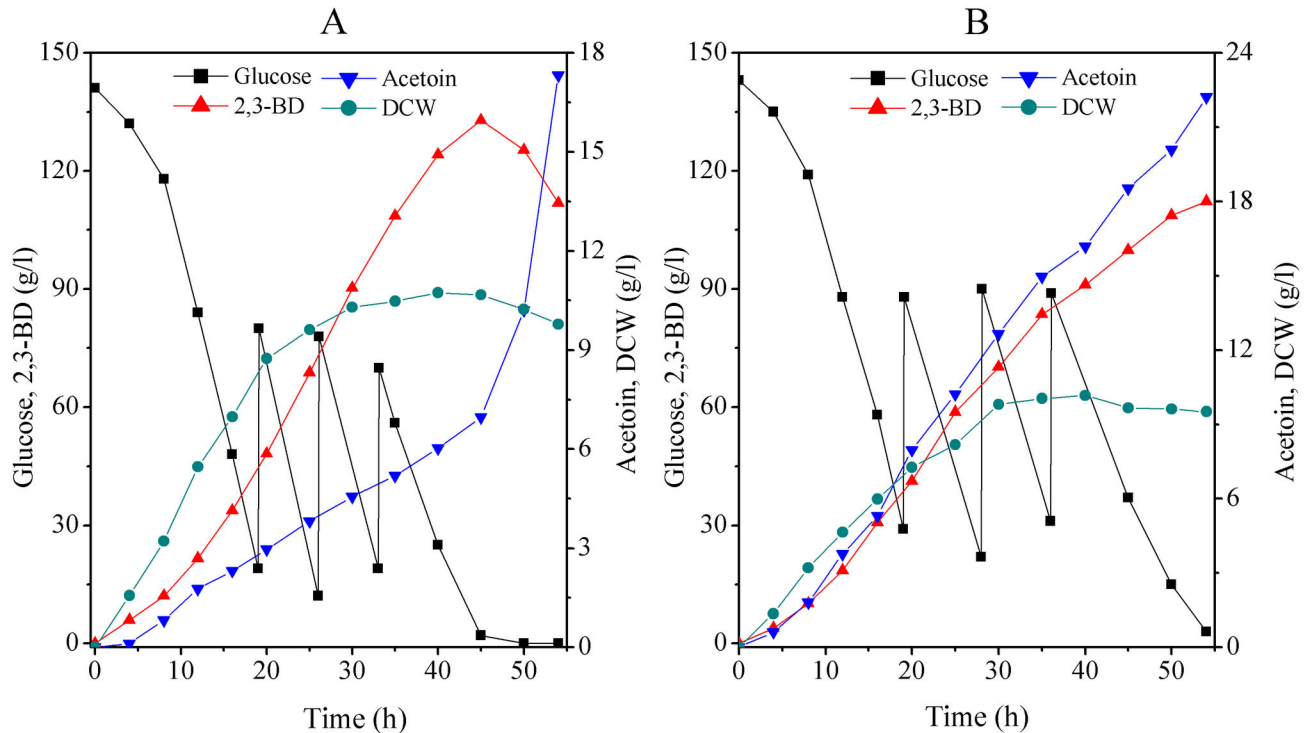 A
B
Glucose
Acetoin
2,3-BD
DCW
Glucose
Acetoin
2,3-BD
DCW
Glucose, 2,3-BD (g/l)
150
120
90
60
30
0
Acetoin, DCW (g/l)
18
15
12
9
6
3
0
0 10 20 30 40 50
Time (h)
Glucose, 2,3-BD (g/l)
150
120
90
60
30
0
Acetoin, DCW (g/l)
24
18
12
6
0
0 10 20 30 40 50
Time (h)